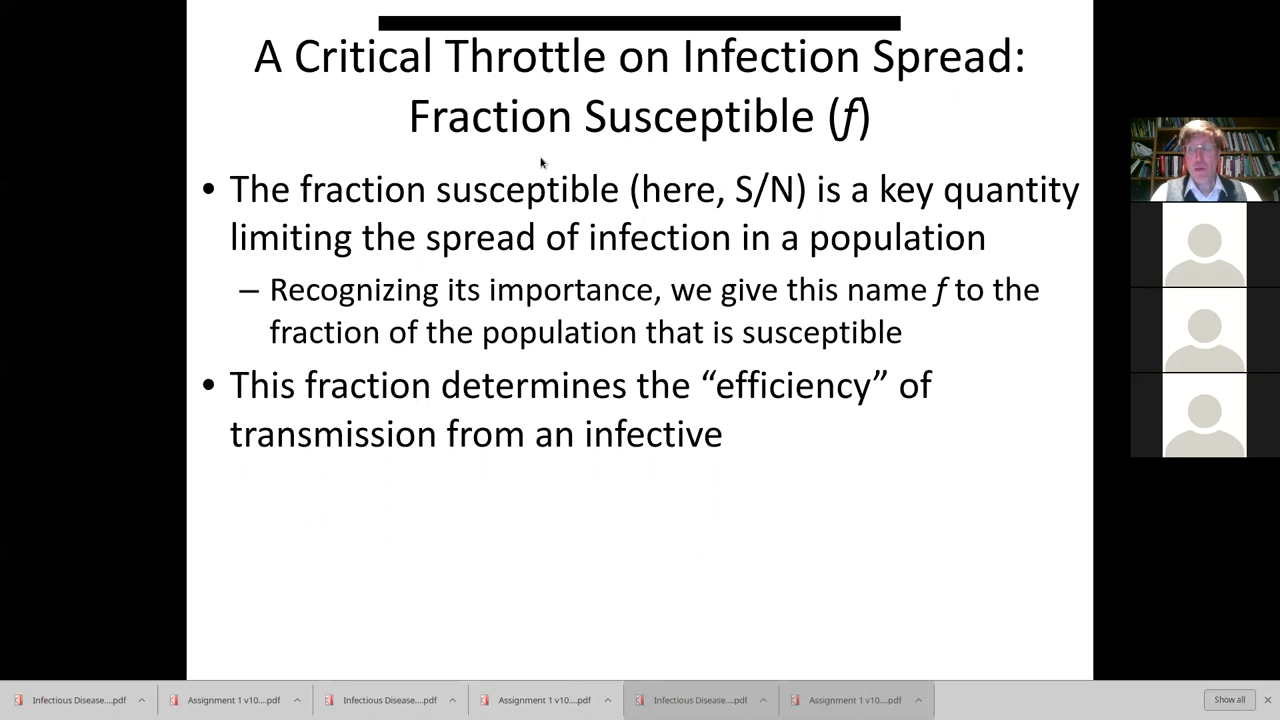 A Critical Throttle on Infection Spread:
Fraction Susceptible (f)
• The fraction susceptible (here, S/N) is a key quantity
limiting the spread of infection in a population
– Recognizing its importance, we give this name f to the
fraction of the population that is susceptible
• This fraction determines the “efficiency” of
transmission from an infective
Infectious Disease....pdf
Assignment 1 v10....pdf
Infectious Disease....pdf
Assignment 1 v10....pdf
Infectious Disease....pdf
Assignment 1 v10....pdf
Show all